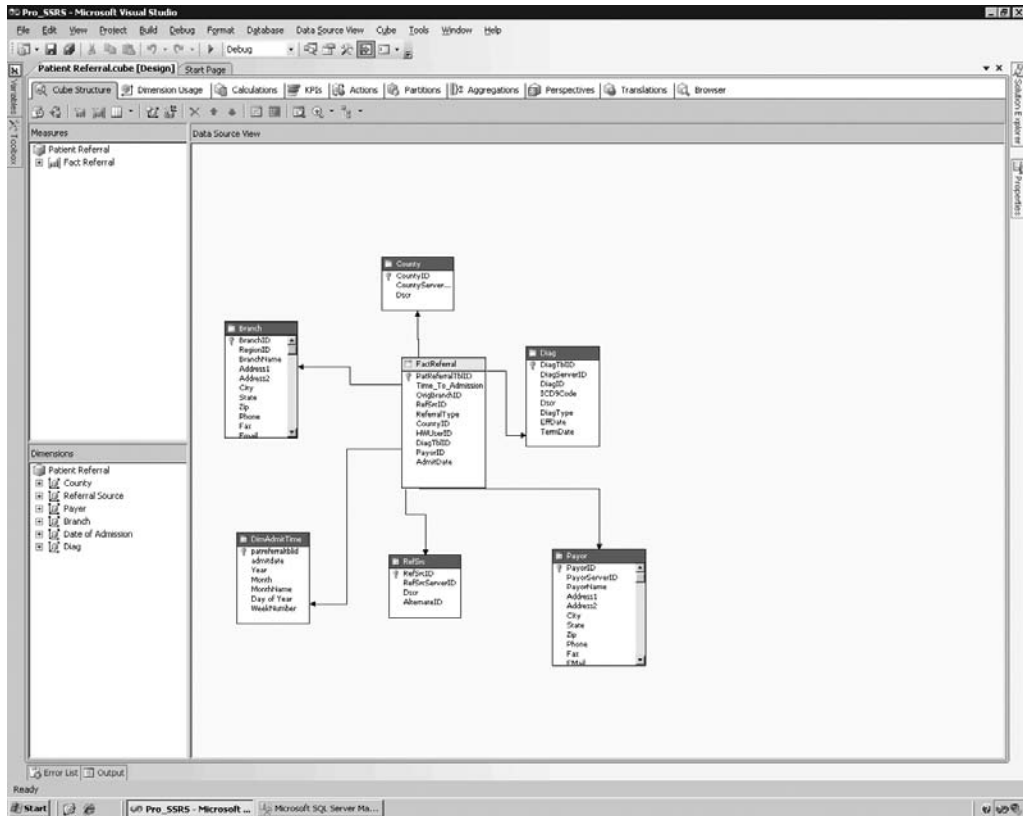 Pro_SSRS - Microsoft Visual Studio
File Edit View Project Build Debug Format Database Data Source View Cube Tools Window Help
Debug
Patient Referral.cube [Design] Start Page
Cube Structure Dimension Usage Calculations KPIs Actions Partitions Aggregations Perspectives Translations Browser
Variables
Toolbox
Solution Explorer
Properties
Measures
Patient Referral
Fact Referral
Dimensions
Patient Referral
County
Referral Source
Payer
Branch
Date of Admission
Diag
Data Source View
County
CountyID
CountyServer...
Dscr
Branch
BranchID
RegionID
BranchName
Address1
Address2
City
State
Zip
Phone
Fax
Email
FactReferral
PatReferralTblID
Time_To_Admission
OrigBranchID
RefSrcID
ReferralType
CountyID
HWUserID
DiagTblID
PayorID
AdmitDate
Diag
DiagTblID
DiagServerID
DiagID
ICD9Code
Dscr
DiagType
EffDate
TermDate
DimAdmitTime
patreferraltblid
admitdate
Year
Month
MonthName
Day of Year
WeekNumber
RefSrc
RefSrcID
RefSrcServerID
Dscr
AlternateID
Payor
PayorID
PayorServerID
PayorName
Address1
Address2
City
State
Zip
Phone
Fax
EMail
Error List Output
Ready
Start Pro_SSRS - Microsoft ... Microsoft SQL Server Ma...